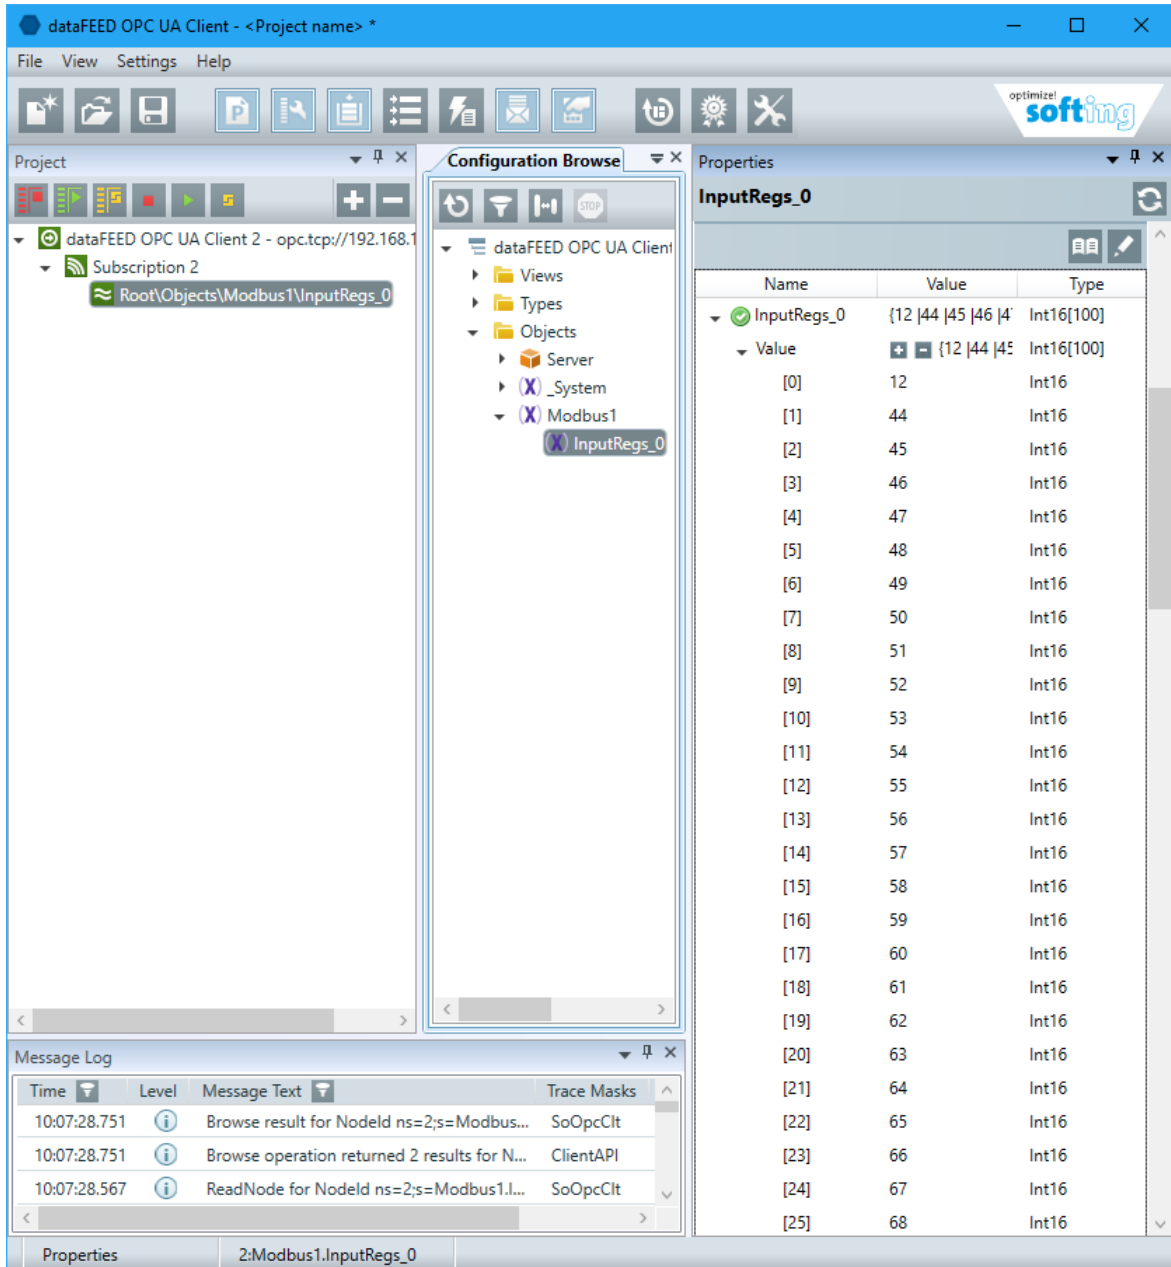 dataFEED OPC UA Client - <Project name> *
File View Settings Help
optimize!
softing
Project
dataFEED OPC UA Client 2 - opc.tcp://192.168.1
Subscription 2
Root\Objects\Modbus1\InputRegs_0
Configuration Browse
STOP
dataFEED OPC UA Client
Views
Types
Objects
Server
(X) _System
(X) Modbus1
(X) InputRegs_0
Properties
InputRegs_0
Name Value Type
InputRegs_0 {12 |44 |45 |46 |4 Int16[100]
Value {12 |44 |45 Int16[100]
[0] 12 Int16
[1] 44 Int16
[2] 45 Int16
[3] 46 Int16
[4] 47 Int16
[5] 48 Int16
[6] 49 Int16
[7] 50 Int16
[8] 51 Int16
[9] 52 Int16
[10] 53 Int16
[11] 54 Int16
[12] 55 Int16
[13] 56 Int16
[14] 57 Int16
[15] 58 Int16
[16] 59 Int16
[17] 60 Int16
[18] 61 Int16
[19] 62 Int16
[20] 63 Int16
[21] 64 Int16
[22] 65 Int16
[23] 66 Int16
[24] 67 Int16
[25] 68 Int16
Message Log
Time Level Message Text Trace Masks
10:07:28.751 Browse result for NodeId ns=2;s=Modbus... SoOpcClt
10:07:28.751 Browse operation returned 2 results for N... ClientAPI
10:07:28.567 ReadNode for NodeId ns=2;s=Modbus1.I... SoOpcClt
Properties 2:Modbus1.InputRegs_0